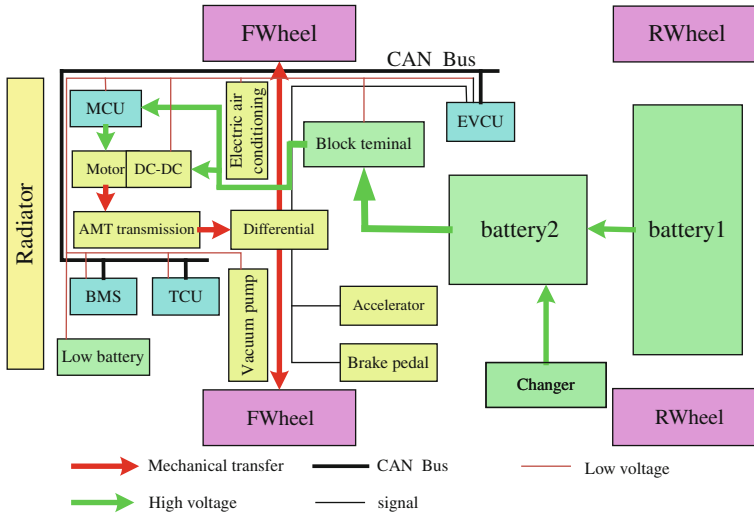 FWheel
RWheel
CAN Bus
MCU
Electric air
conditioning
EVCU
Block teminal
Motor
DC-DC
Radiator
AMT transmission
Differential
battery2
battery1
BMS
TCU
Vacuum pump
Accelerator
Low battery
Brake pedal
Changer
FWheel
RWheel
Mechanical transfer
CAN Bus
Low voltage
High voltage
signal